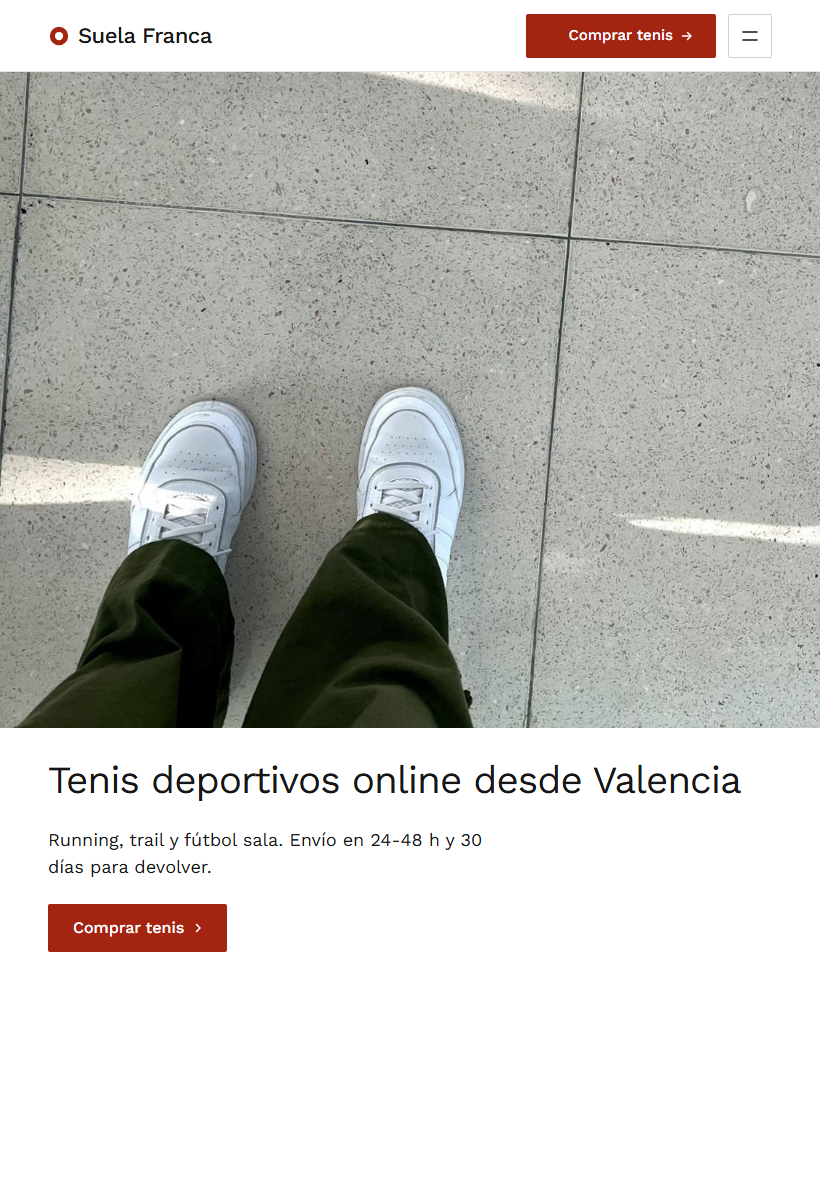 Suela Franca
Comprar tenis →
Tenis deportivos online desde Valencia
Running, trail y fútbol sala. Envío en 24-48 h y 30
días para devolver.
Comprar tenis ›